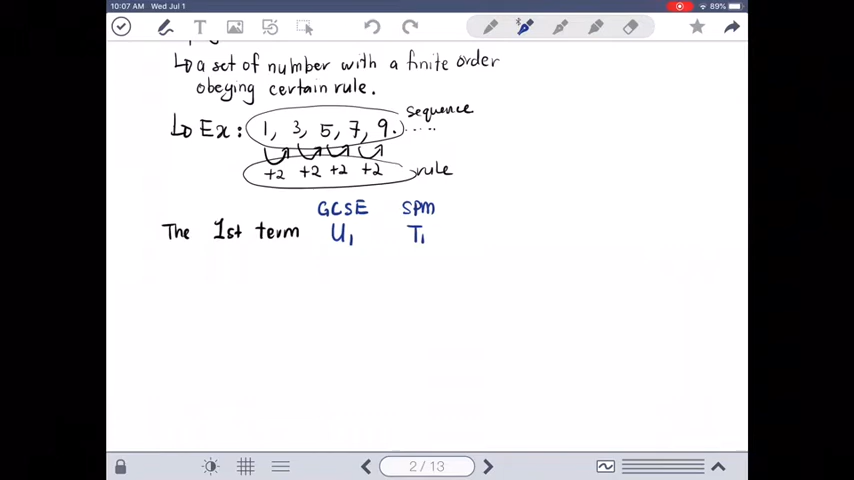 10:07 AM Wed Jul 1
89%
T
↳ a set of number with a finite order
obeying certain rule.
↳ Ex: 1, 3, 5, 7, 9. .....
sequence
+2 +2 +2 +2 rule
GCSE SPM
The 1st term U₁ T₁
2/13